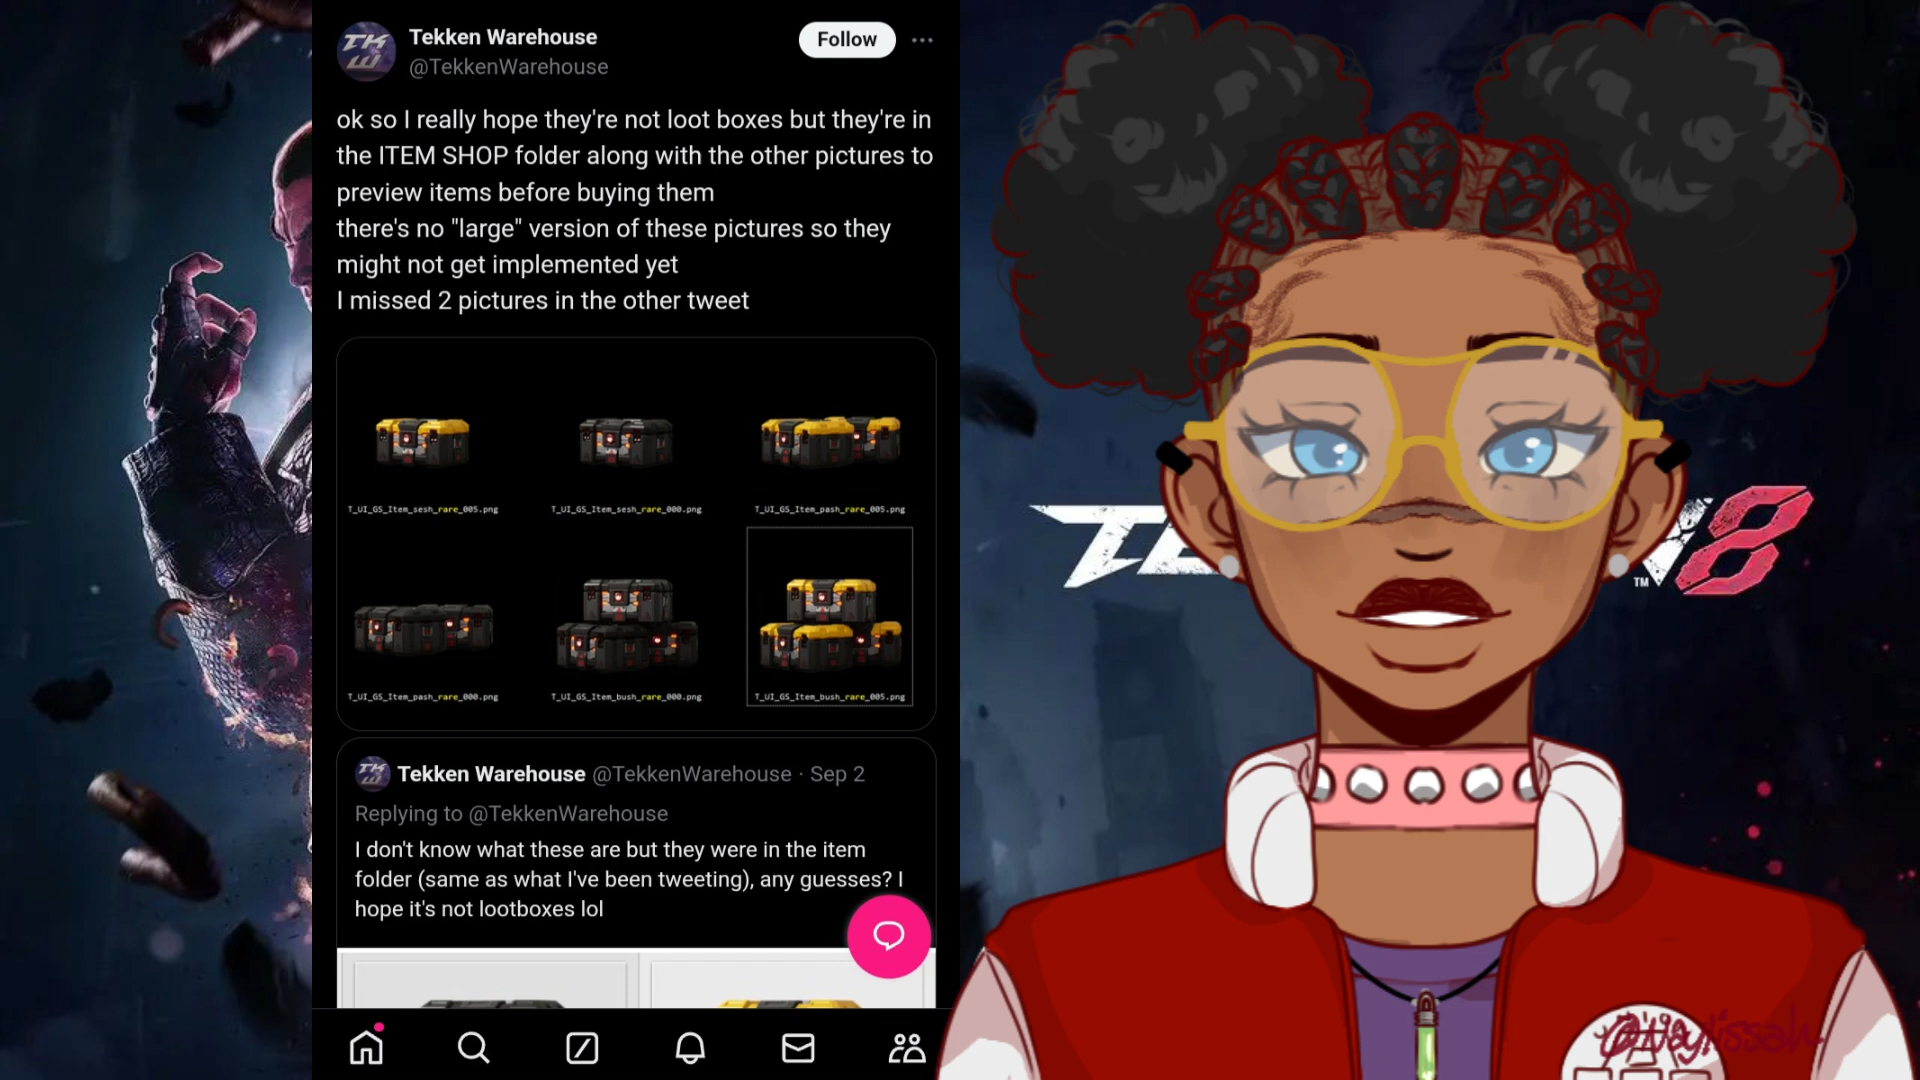 Tekken Warehouse
@TekkenWarehouse
Follow
ok so I really hope they're not loot boxes but they're in
the ITEM SHOP folder along with the other pictures to
preview items before buying them
there's no "large" version of these pictures so they
might not get implemented yet
I missed 2 pictures in the other tweet
T_UI_GS_Item_sesh_rare_005.png
T_UI_GS_Item_sesh_rare_000.png
T_UI_GS_Item_pash_rare_005.png
T_UI_GS_Item_pash_rare_000.png
T_UI_GS_Item_bush_rare_000.png
T_UI_GS_Item_bush_rare_005.png
Tekken Warehouse @TekkenWarehouse · Sep 2
Replying to @TekkenWarehouse
I don't know what these are but they were in the item
folder (same as what I've been tweeting), any guesses? I
hope it's not lootboxes lol
TM
8